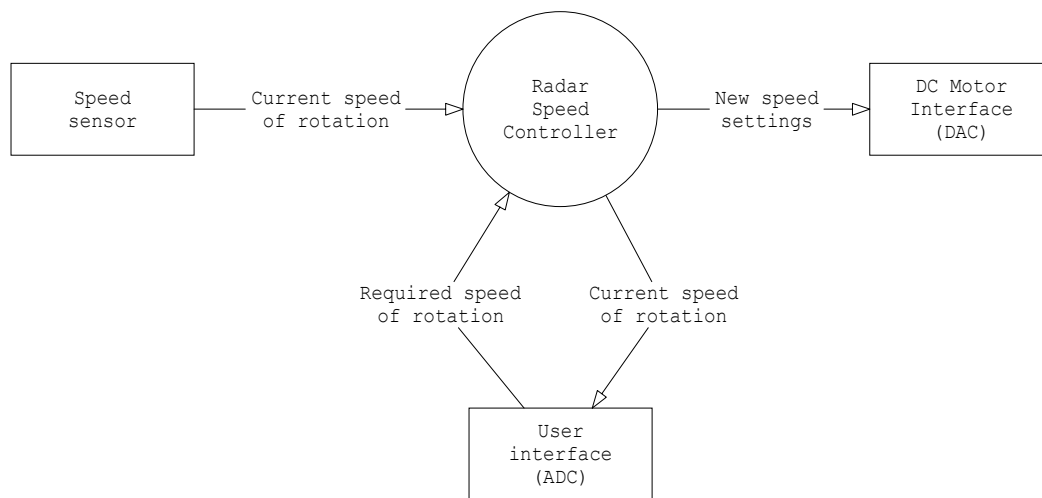 Speed
sensor
Current speed
of rotation
Radar
Speed
Controller
New speed
settings
DC Motor
Interface
(DAC)
Required speed
of rotation
Current speed
of rotation
User
interface
(ADC)